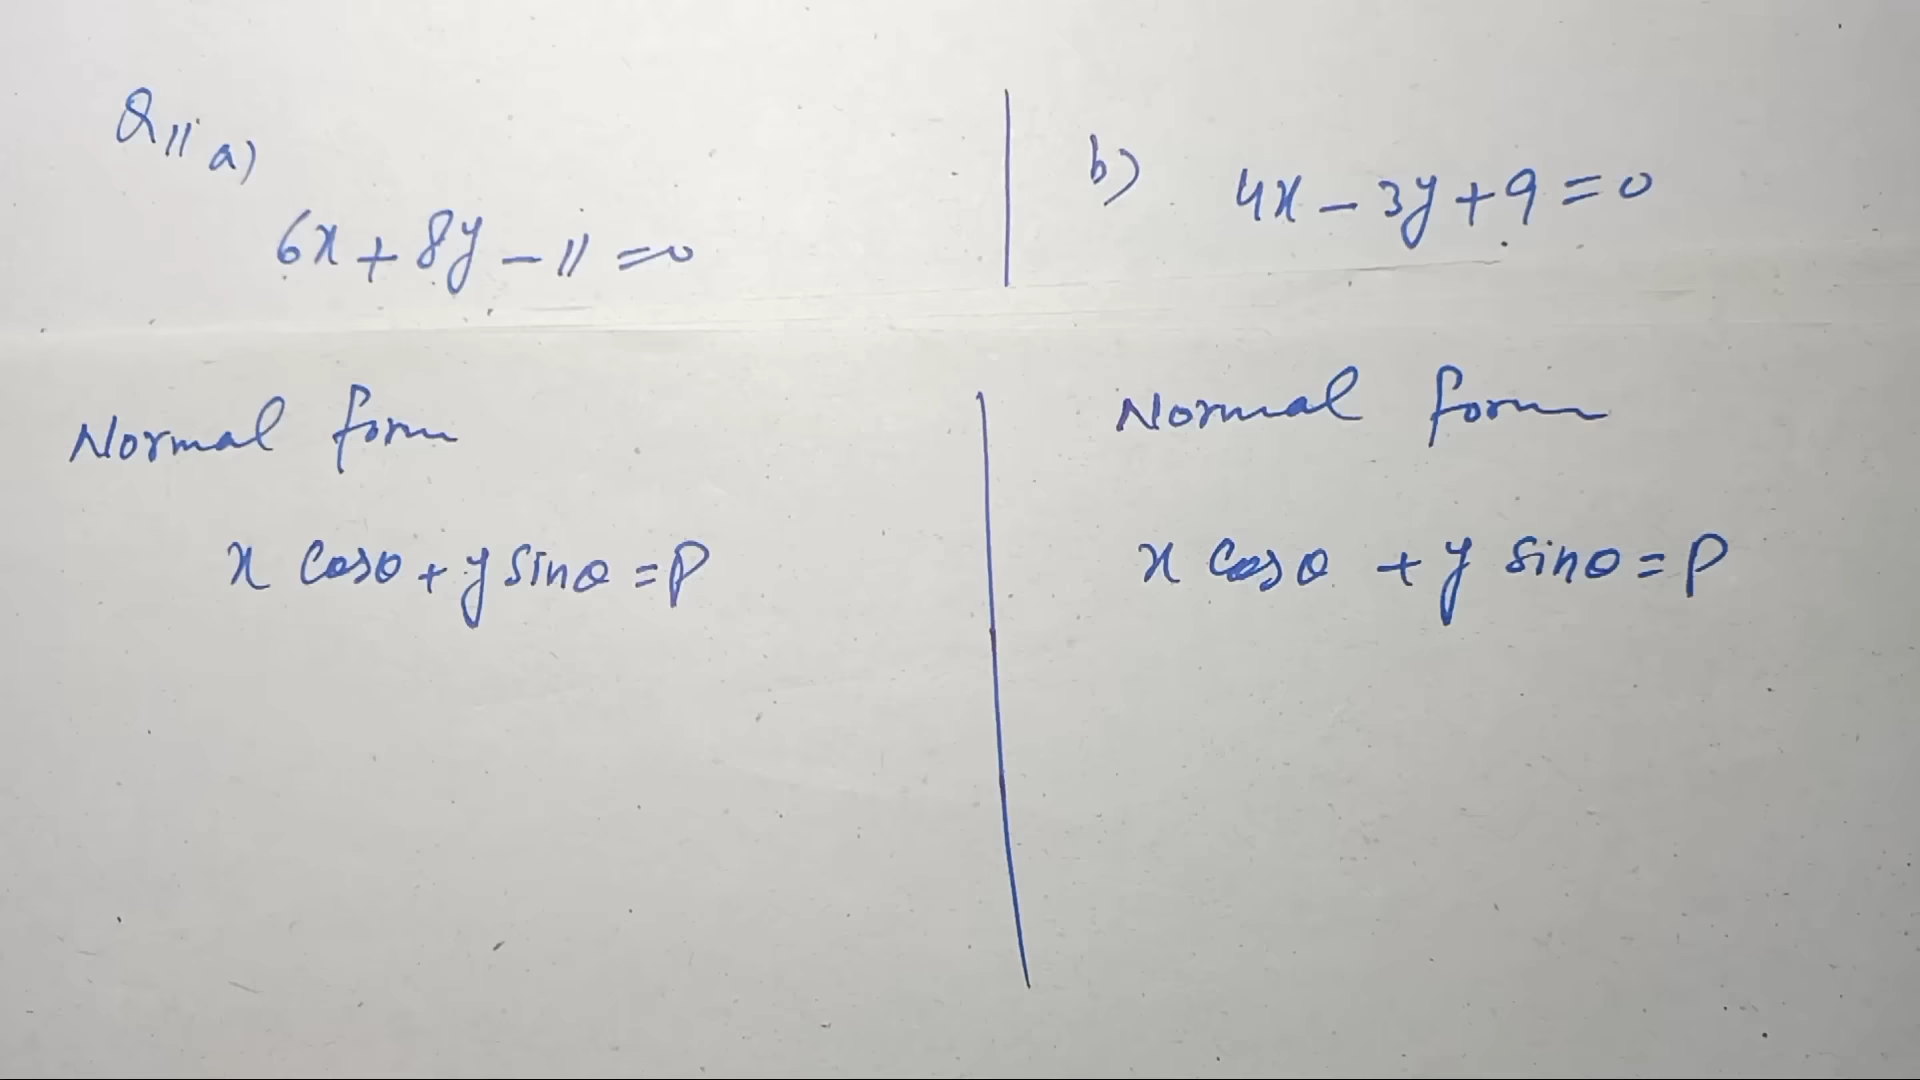 Q11 a)
6x + 8y - 11 = 0
Normal form
x cosθ + y sinθ = P
b) 4x - 3y + 9 = 0
Normal form
x cosθ + y sinθ = P